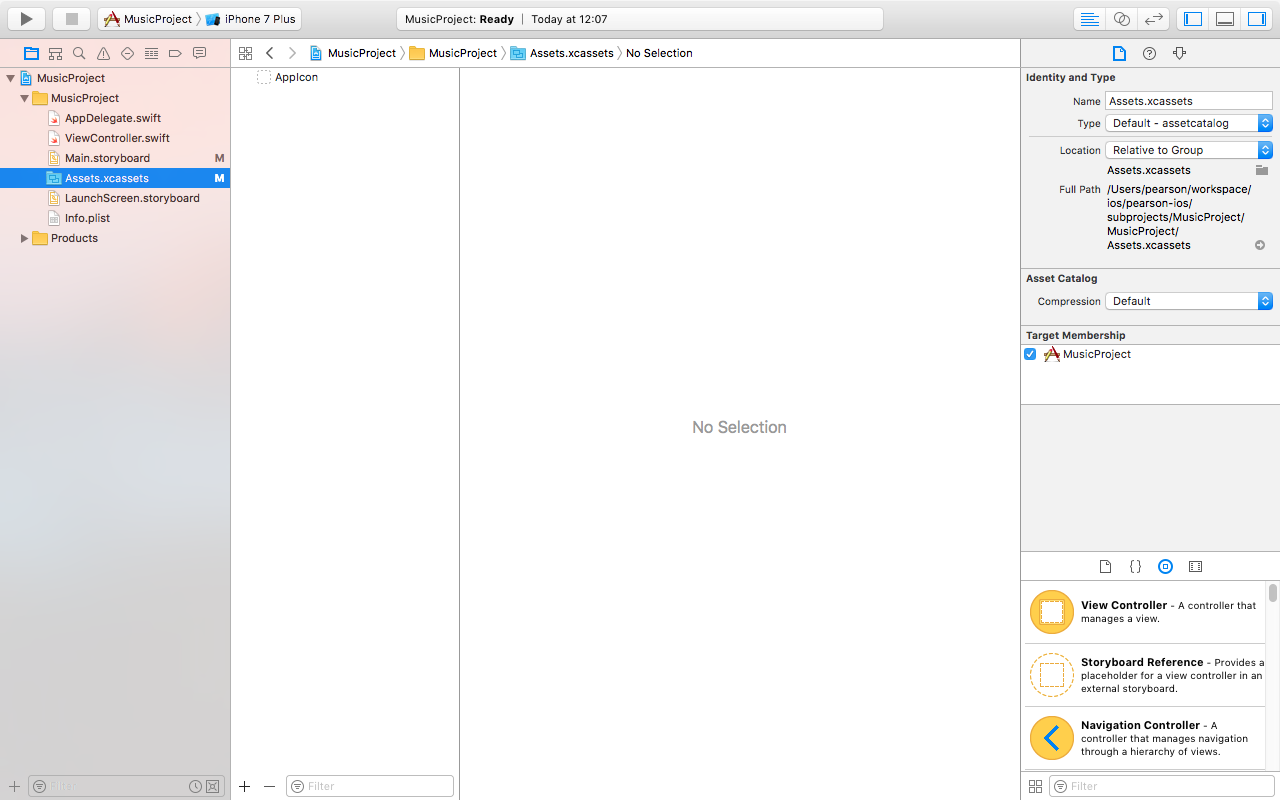 MusicProject iPhone 7 Plus MusicProject: Ready Today at 12:07
MusicProject MusicProject Assets.xcassets No Selection
MusicProject
MusicProject
AppDelegate.swift
ViewController.swift
Main.storyboard M
Assets.xcassets M
LaunchScreen.storyboard
Info.plist
Products
Filter
AppIcon
Filter
No Selection
Identity and Type
Name Assets.xcassets
Type Default - assetcatalog
Location Relative to Group
Assets.xcassets
Full Path /Users/pearson/workspace/
ios/pearson-ios/
subprojects/MusicProject/
MusicProject/
Assets.xcassets
Asset Catalog
Compression Default
Target Membership
MusicProject
View Controller - A controller that
manages a view.
Storyboard Reference - Provides a
placeholder for a view controller in an
external storyboard.
Navigation Controller - A
controller that manages navigation
through a hierarchy of views.
Filter